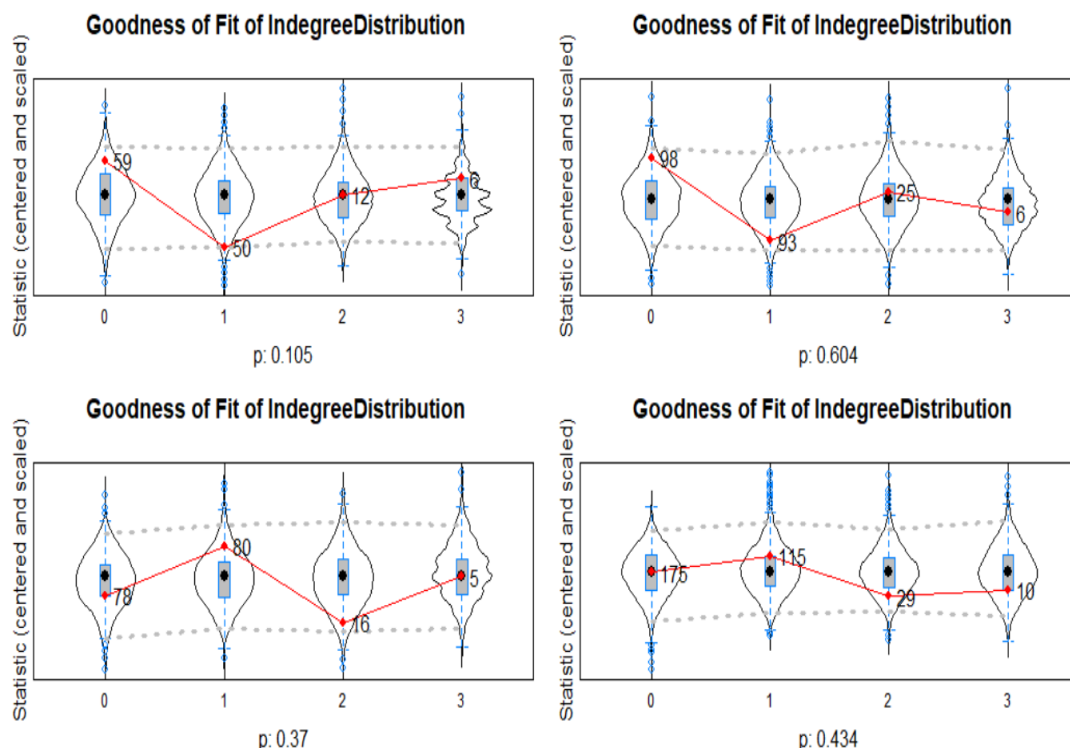 Goodness of Fit of IndegreeDistribution
Statistic (centered and scaled)
59
50
12
6
0 1 2 3
p: 0.105
Goodness of Fit of IndegreeDistribution
Statistic (centered and scaled)
98
93
25
6
0 1 2 3
p: 0.604
Goodness of Fit of IndegreeDistribution
Statistic (centered and scaled)
78
80
16
5
0 1 2 3
p: 0.37
Goodness of Fit of IndegreeDistribution
Statistic (centered and scaled)
175
115
29
10
0 1 2 3
p: 0.434